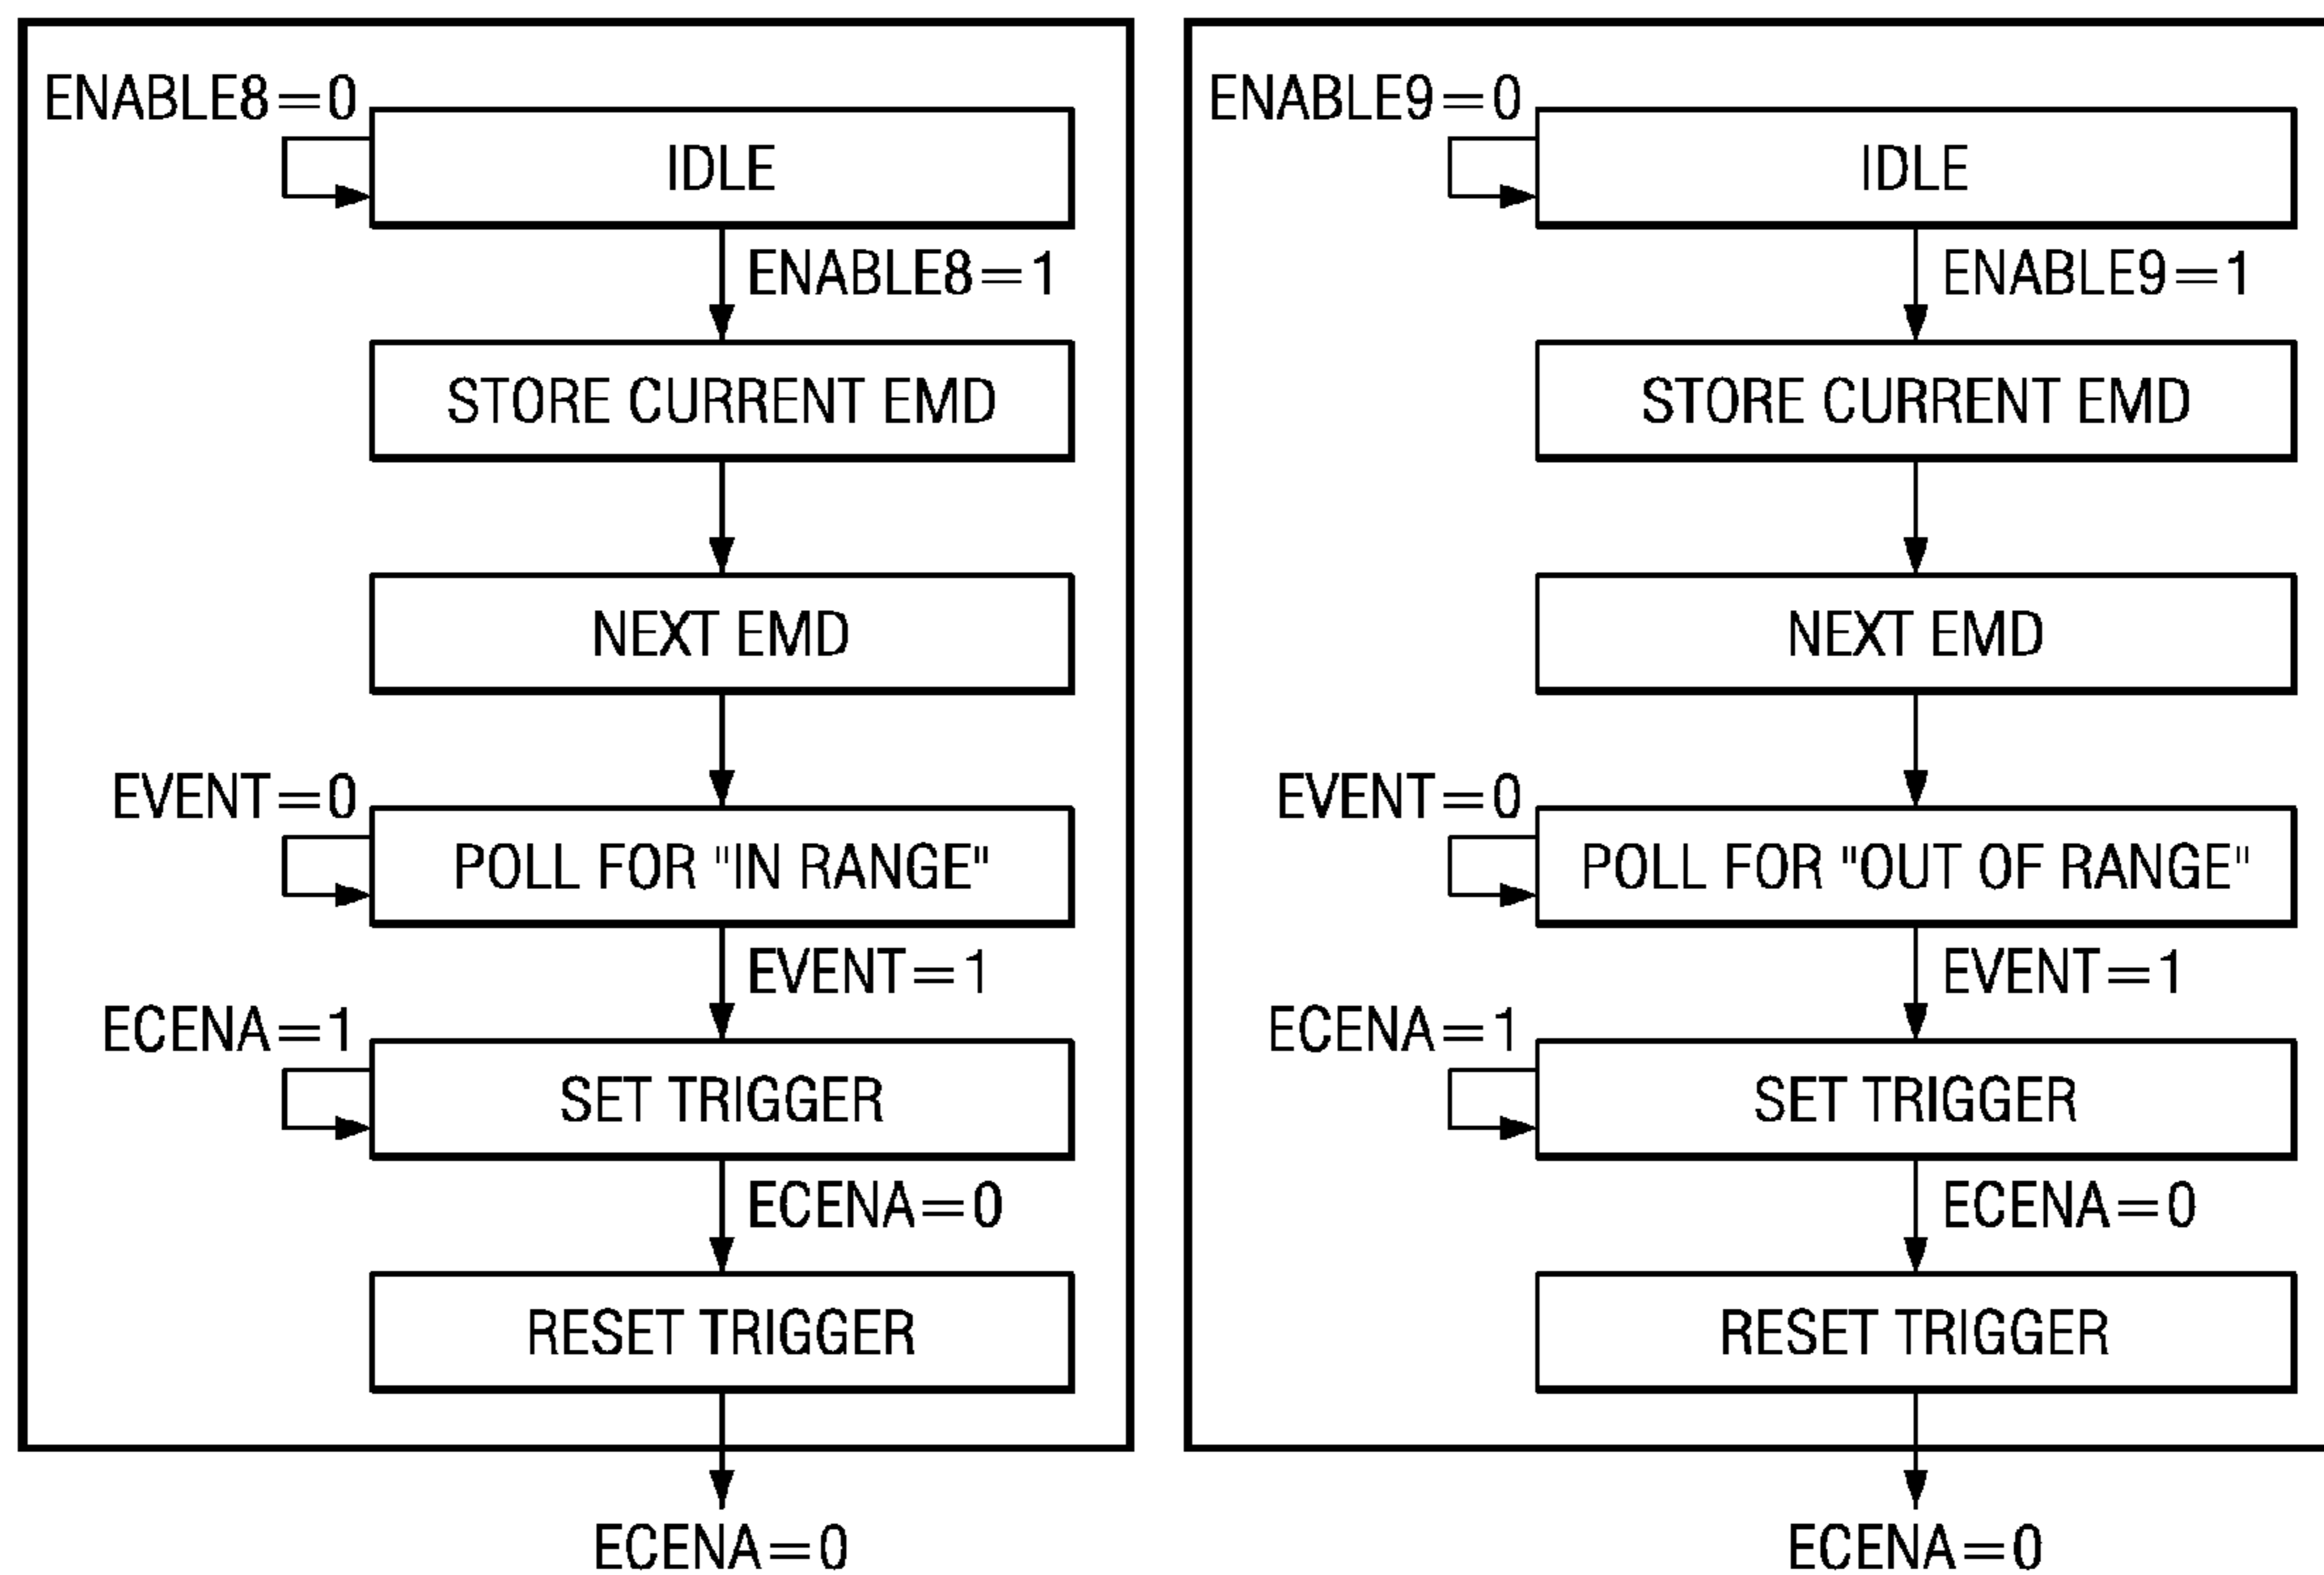 ENABLE8=0
IDLE
ENABLE8=1
STORE CURRENT EMD
NEXT EMD
EVENT=0
POLL FOR "IN RANGE"
EVENT=1
ECENA=1
SET TRIGGER
ECENA=0
RESET TRIGGER
ECENA=0
ENABLE9=0
IDLE
ENABLE9=1
STORE CURRENT EMD
NEXT EMD
EVENT=0
POLL FOR "OUT OF RANGE"
EVENT=1
ECENA=1
SET TRIGGER
ECENA=0
RESET TRIGGER
ECENA=0